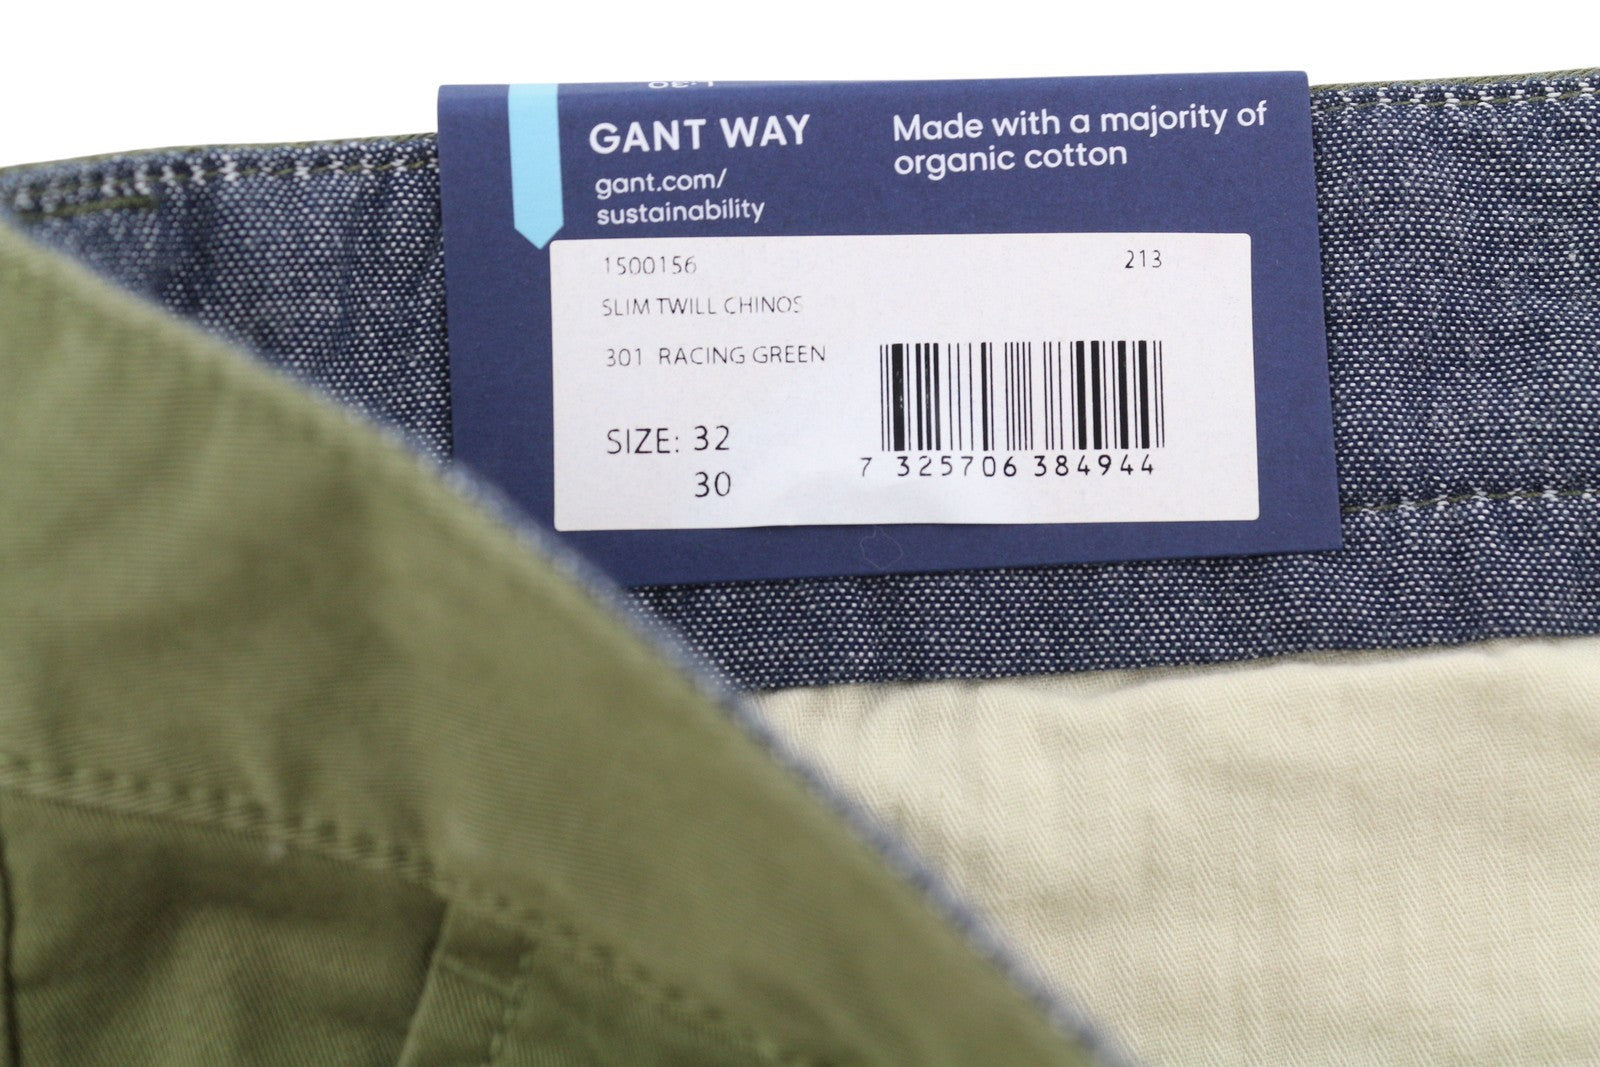 GANT WAY
gant.com/
sustainability
Made with a majority of
organic cotton
1500156
213
SLIM TWILL CHINOS
301 RACING GREEN
SIZE: 32
30
7 325706 384944